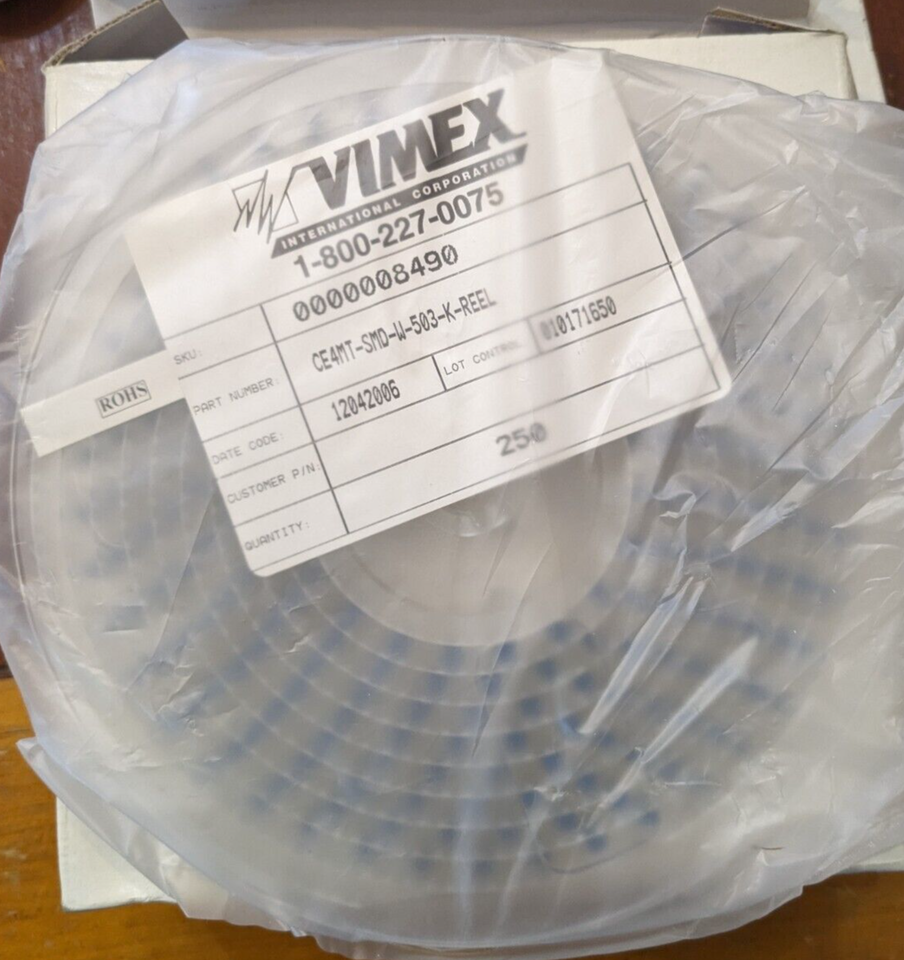 VIMEX
INTERNATIONAL CORPORATION
1-800-227-0075
SKU: 0000008490
PART NUMBER: CE4MT-SMD-W-503-K-REEL
DATE CODE: 12042006 LOT CONTROL 010171650
CUSTOMER P/N:
QUANTITY: 250
ROHS